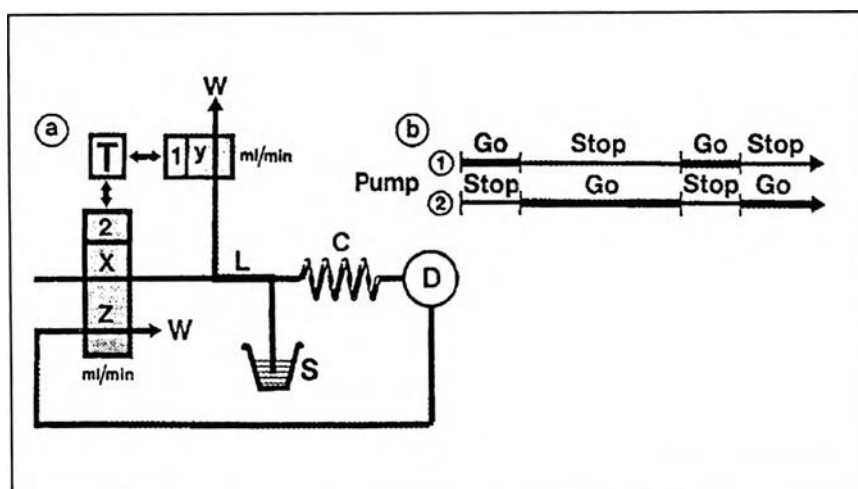 a
W
T
1 y ml/min
2
X
L
C
D
Z
W
S
ml/min
b
Go Stop Go Stop
1
Pump
Stop Go Stop Go
2